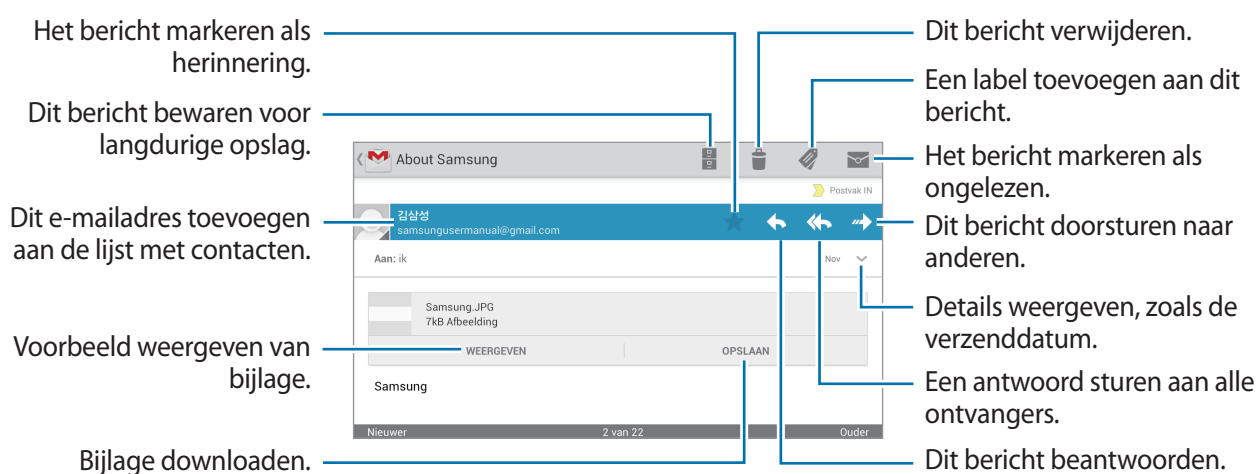 Het bericht markeren als
herinnering.
Dit bericht bewaren voor
langdurige opslag.
Dit e-mailadres toevoegen
aan de lijst met contacten.
Voorbeeld weergeven van
bijlage.
Bijlage downloaden.
About Samsung
Postvak IN
김삼성
samsungusermanual@gmail.com
Aan: ik
Nov
Samsung.JPG
7kB Afbeelding
WEERGEVEN
OPSLAAN
Samsung
Nieuwer
2 van 22
Ouder
Dit bericht verwijderen.
Een label toevoegen aan dit
bericht.
Het bericht markeren als
ongelezen.
Dit bericht doorsturen naar
anderen.
Details weergeven, zoals de
verzenddatum.
Een antwoord sturen aan alle
ontvangers.
Dit bericht beantwoorden.